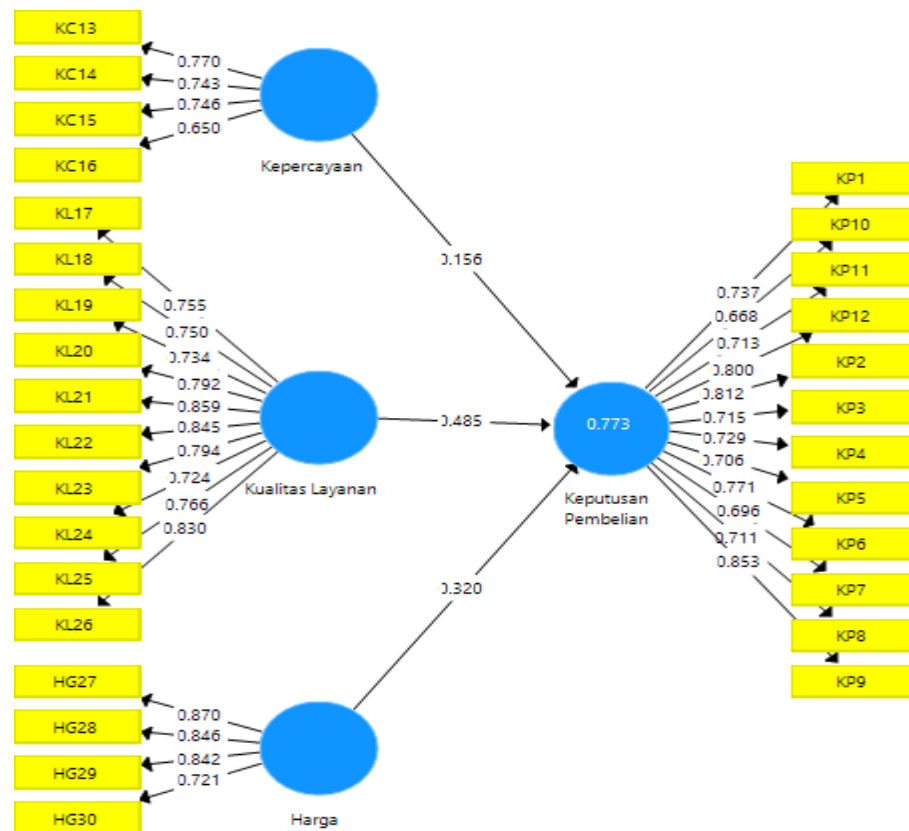 KC13
KC14
KC15
KC16
0.770
0.743
0.746
0.650
Kepercayaan
KL17
KL18
KL19
KL20
KL21
KL22
KL23
KL24
KL25
KL26
0.755
0.750
0.734
0.792
0.859
0.845
0.794
0.724
0.766
0.830
Kualitas Layanan
HG27
HG28
HG29
HG30
0.870
0.846
0.842
0.721
Harga
0.156
0.485
0.320
0.773
Keputusan
Pembelian
0.737
0.668
0.713
0.800
0.812
0.715
0.729
0.706
0.771
0.696
0.711
0.853
KP1
KP10
KP11
KP12
KP2
KP3
KP4
KP5
KP6
KP7
KP8
KP9